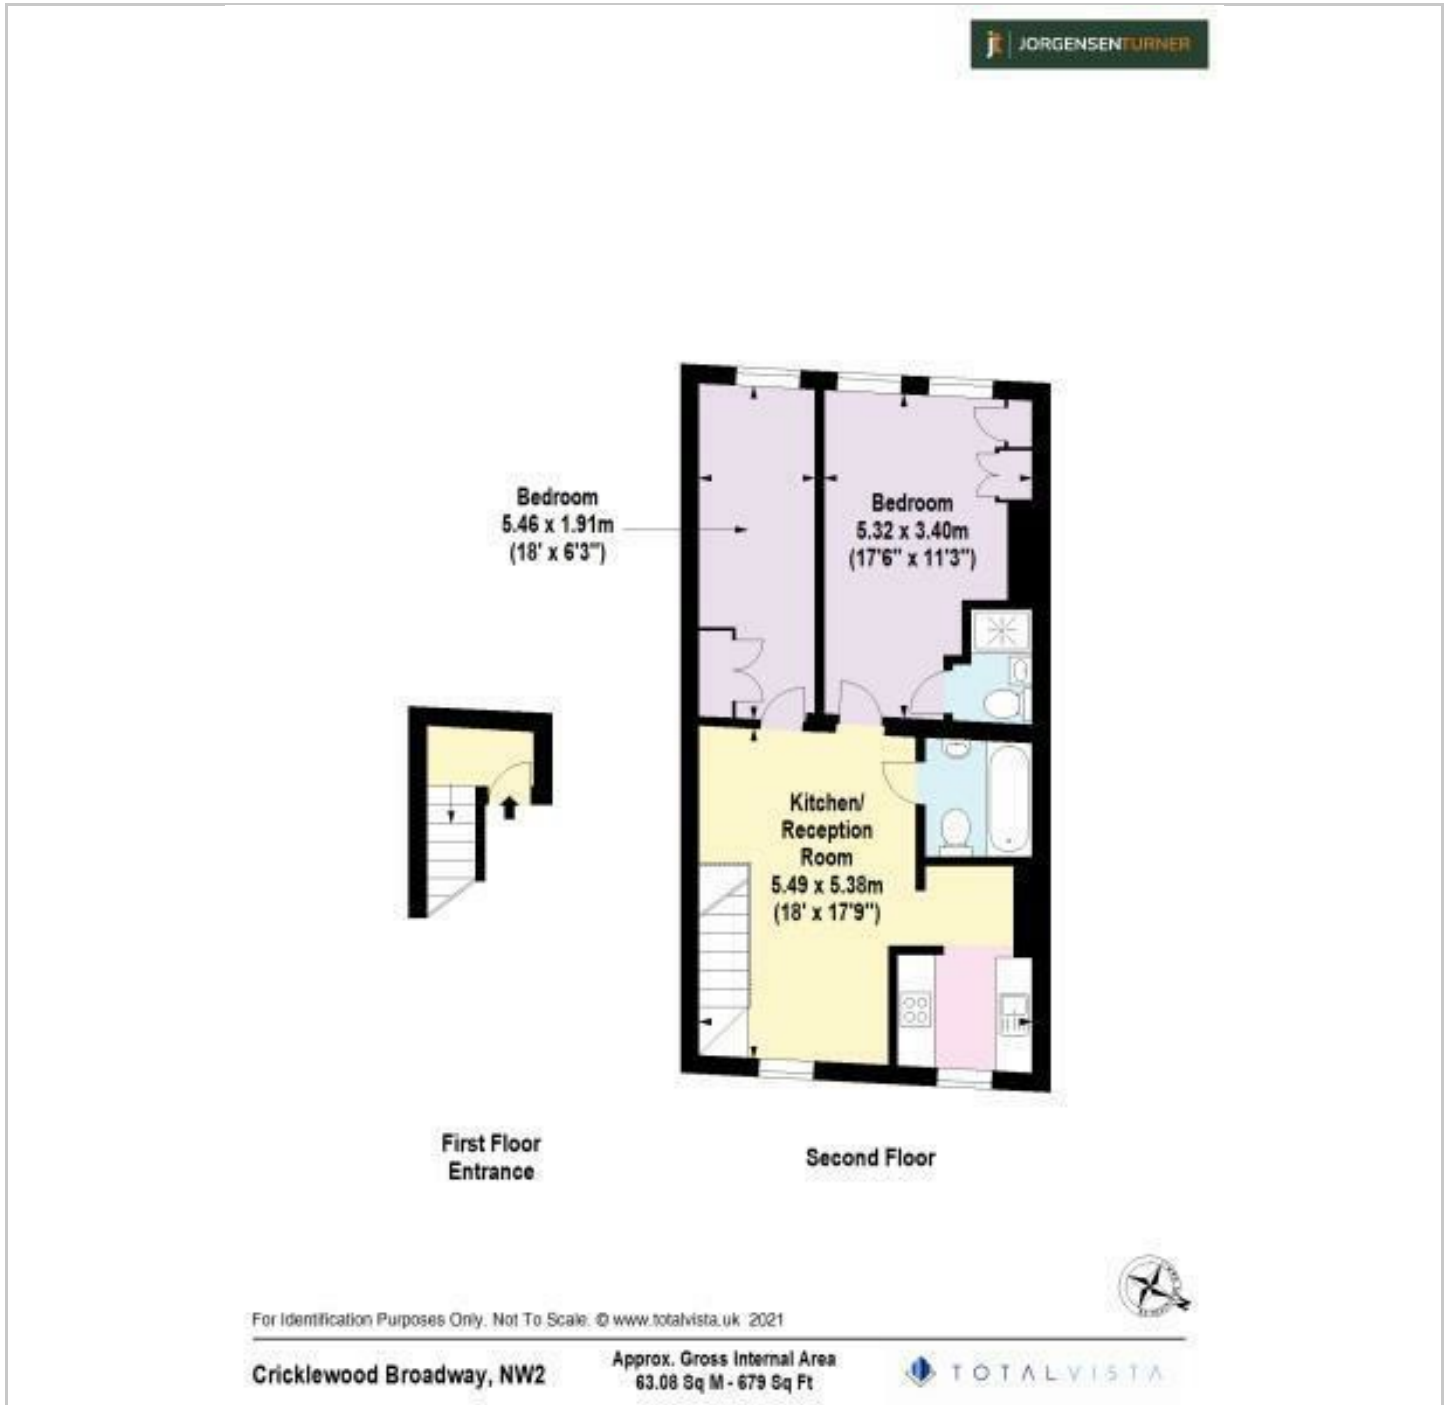 jt JORGENSENTURNER
Bedroom
5.46 x 1.91m
(18' x 6'3")
Bedroom
5.32 x 3.40m
(17'6" x 11'3")
Kitchen/
Reception
Room
5.49 x 5.38m
(18' x 17'9")
First Floor
Entrance
Second Floor
For Identification Purposes Only. Not To Scale. © www.totalvista.uk 2021
Cricklewood Broadway, NW2
Approx. Gross Internal Area
63.08 Sq M - 679 Sq Ft
TOTALVISTA